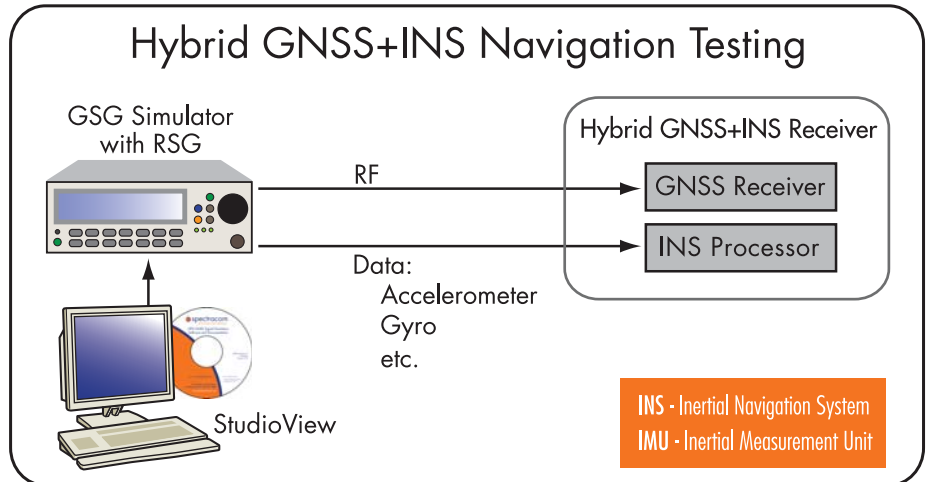 Hybrid GNSS+INS Navigation Testing
GSG Simulator
with RSG
Hybrid GNSS+INS Receiver
RF
GNSS Receiver
INS Processor
Data:
Accelerometer
Gyro
etc.
spectracom
StudioView
INS - Inertial Navigation System
IMU - Inertial Measurement Unit